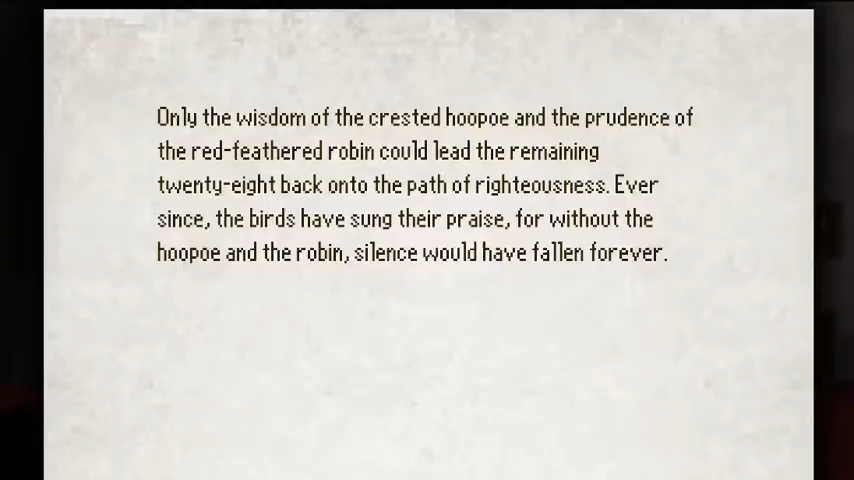 Only the wisdom of the crested hoopoe and the prudence of
the red-feathered robin could lead the remaining
twenty-eight back onto the path of righteousness. Ever
since, the birds have sung their praise, for without the
hoopoe and the robin, silence would have fallen forever.